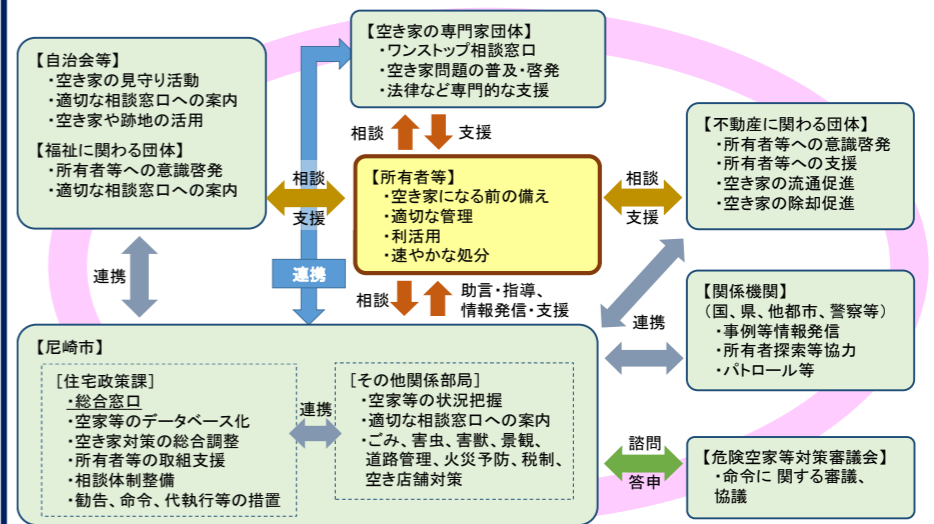 【自治会等】
・空き家の見守り活動
・適切な相談窓口への案内
・空き家や跡地の活用
【福祉に関わる団体】
・所有者等への意識啓発
・適切な相談窓口への案内
【空き家の専門家団体】
・ワンストップ相談窓口
・空き家問題の普及・啓発
・法律など専門的な支援
相談
支援
【不動産に関わる団体】
・所有者等への意識啓発
・所有者等への支援
・空き家の流通促進
・空き家の除却促進
相談
支援
【所有者等】
・空き家になる前の備え
・適切な管理
・利活用
・速やかな処分
相談
支援
連携
連携
相談
助言・指導、
情報発信・支援
連携
【関係機関】
（国、県、他都市、警察等）
・事例等情報発信
・所有者探索等協力
・パトロール等
【尼崎市】
［住宅政策課］
・総合窓口
・空家等のデータベース化
・空き家対策の総合調整
・所有者等の取組支援
・相談体制整備
・勧告、命令、代執行等の措置
連携
［その他関係部局］
・空家等の状況把握
・適切な相談窓口への案内
・ごみ、害虫、害獣、景観、
道路管理、火災予防、税制、
空き店舗対策
諮問
答申
【危険空家等対策審議会】
・命令に 関する審議、
協議